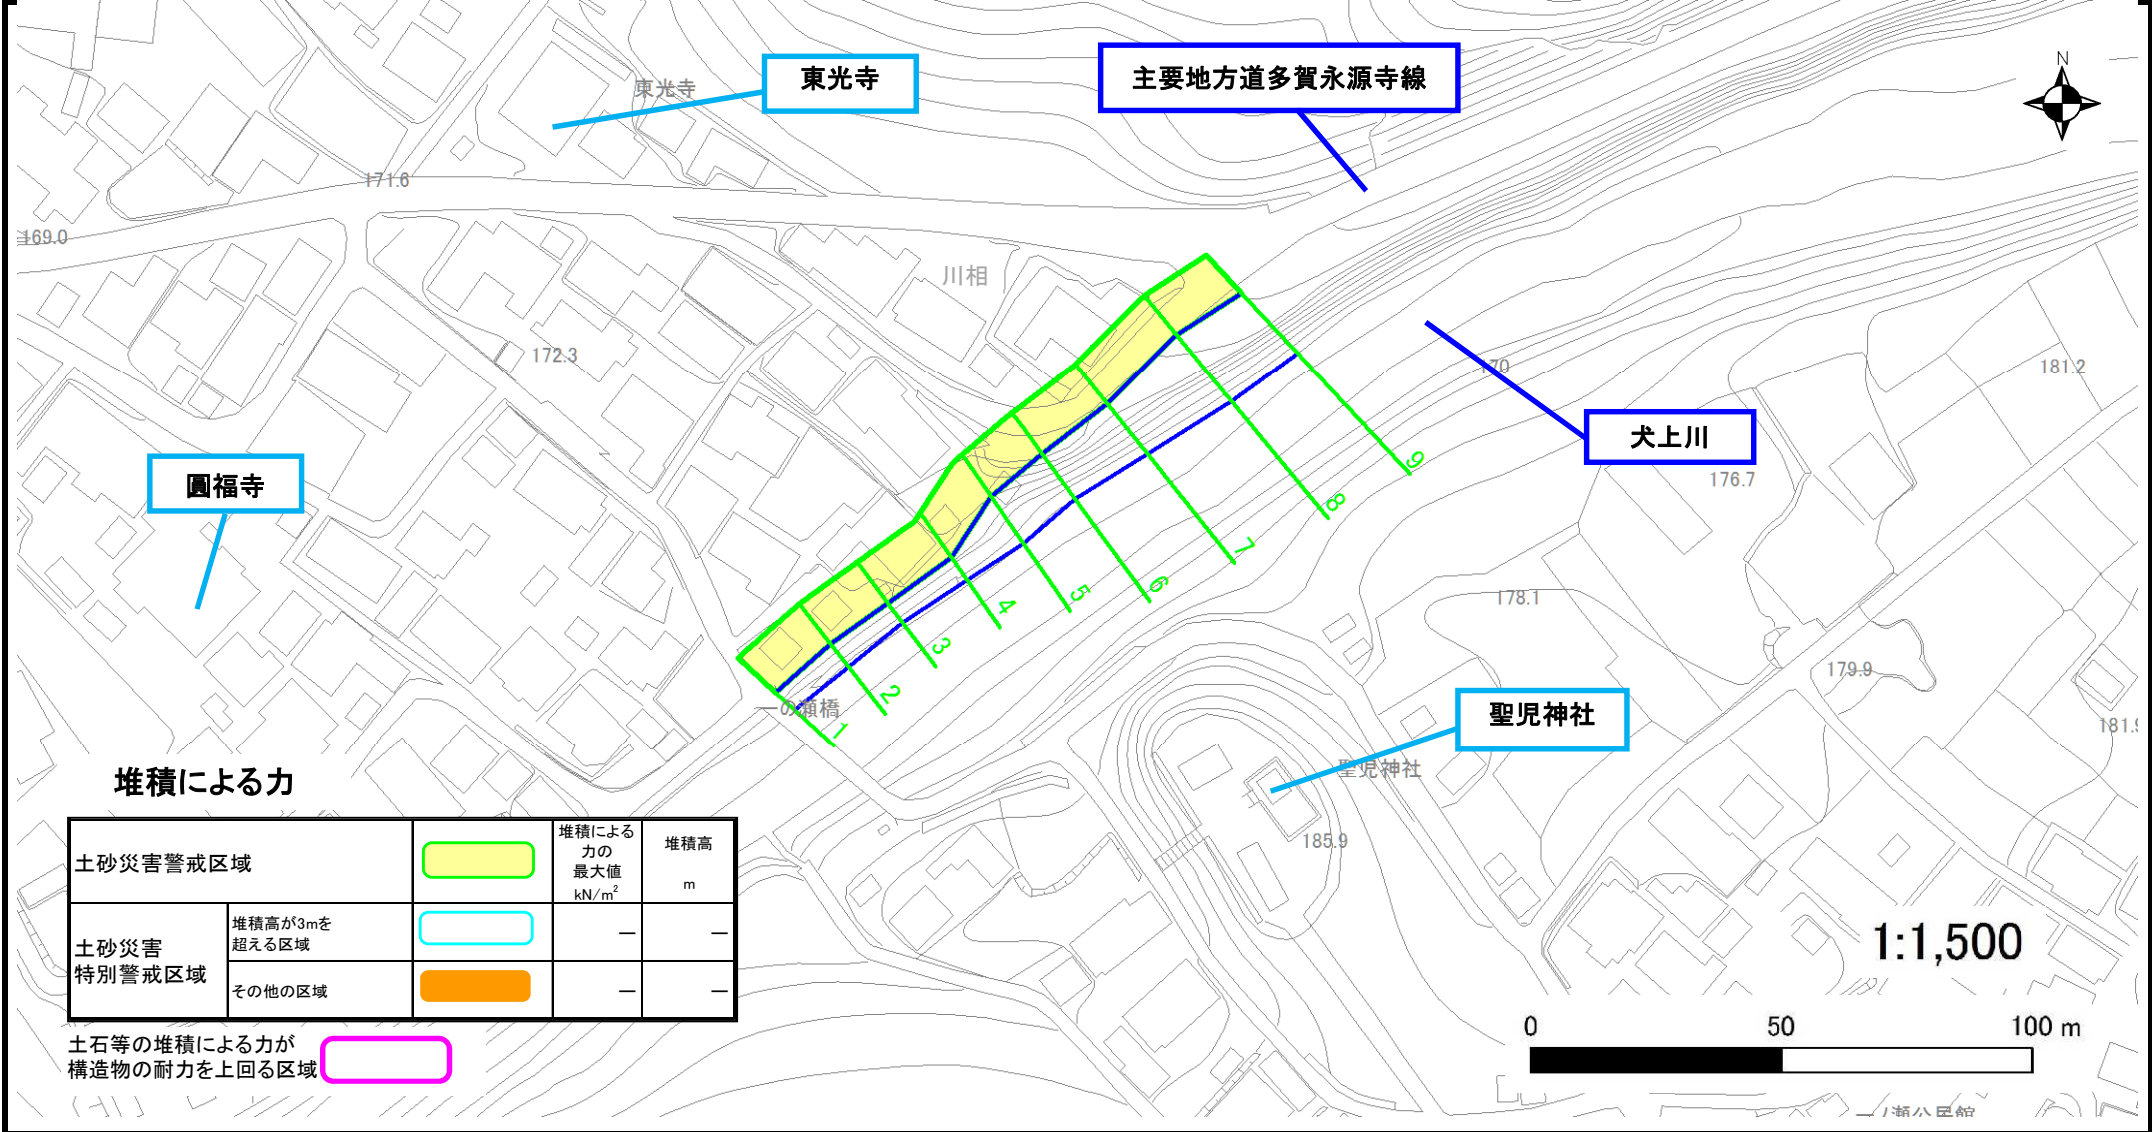 N
東光寺
主要地方道多賀永源寺線
東光寺
171.6
169.0
川相
172.3
170
181.2
犬上川
176.7
圓福寺
9
8
7
6
5
4
3
2
1
178.1
179.9
181.9
一の瀬橋
聖児神社
聖児神社
185.9
堆積による力
土砂災害警戒区域
堆積による
力の
最大値
kN/m²
堆積高
m
土砂災害
特別警戒区域
堆積高が3mを
超える区域
— —
その他の区域
— —
土石等の堆積による力が
構造物の耐力を上回る区域
1:1,500
0 50 100 m
一ノ瀬公民館